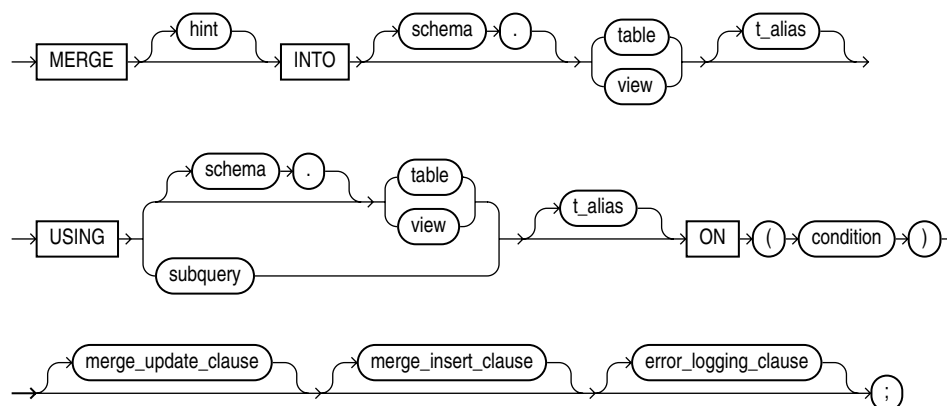 hint schema . table t_alias
MERGE INTO
view
schema . table
t_alias
USING view ON ( condition )
subquery
merge_update_clause merge_insert_clause error_logging_clause
;